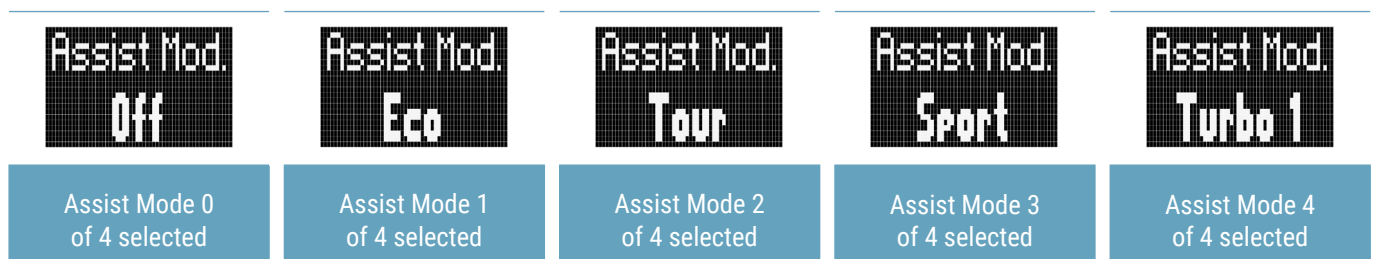 Assist Mod.
Off
Assist Mode 0
of 4 selected
Assist Mod.
Eco
Assist Mode 1
of 4 selected
Assist Mod.
Tour
Assist Mode 2
of 4 selected
Assist Mod.
Sport
Assist Mode 3
of 4 selected
Assist Mod.
Turbo 1
Assist Mode 4
of 4 selected